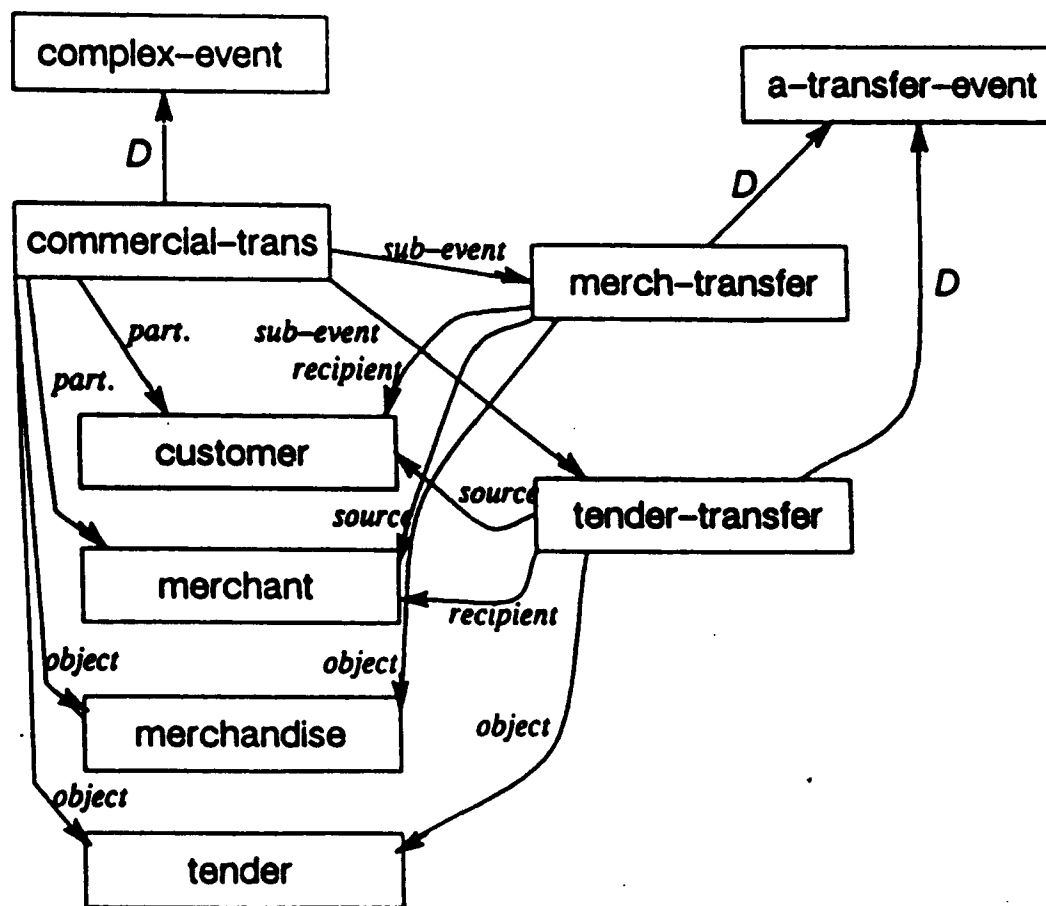 complex-event
a-transfer-event
D
D
commercial-trans
sub-event
merch-transfer
D
part.
sub-event
recipient
part.
customer
source
tender-transfer
source
merchant
recipient
object
object
merchandise
object
object
tender